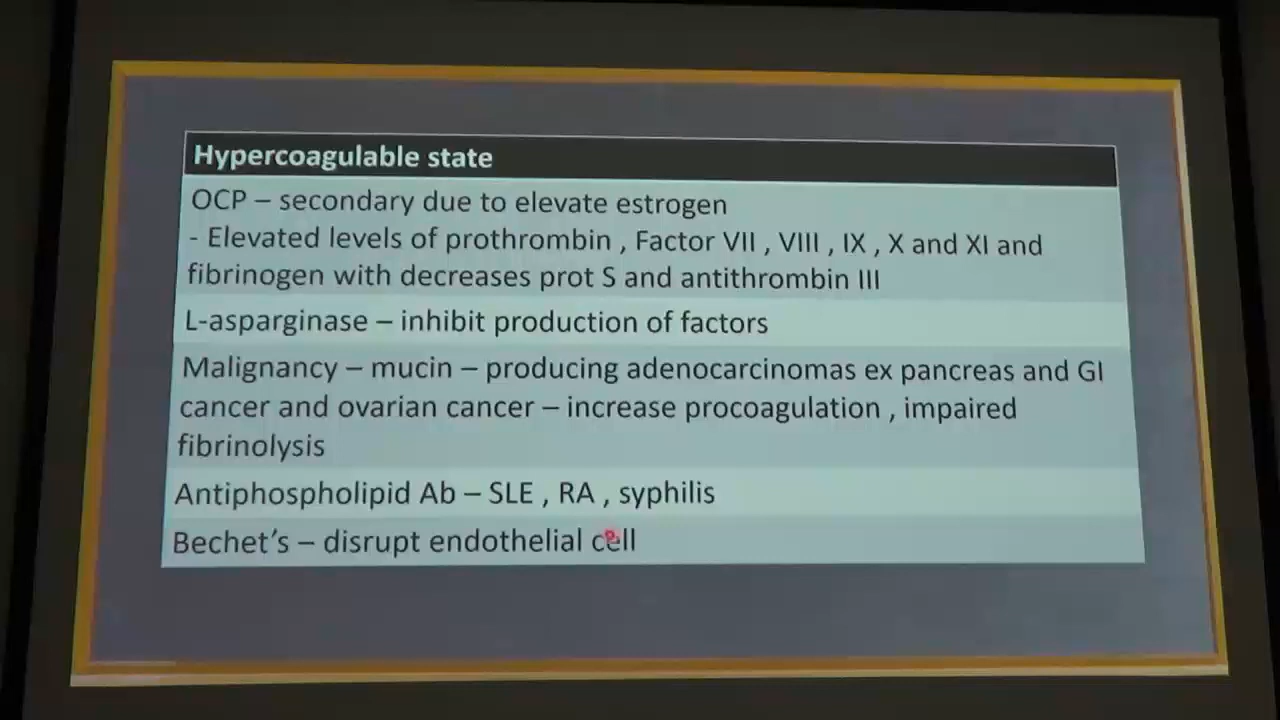 Hypercoagulable state
OCP – secondary due to elevate estrogen
- Elevated levels of prothrombin , Factor VII , VIII , IX , X and XI and
fibrinogen with decreases prot S and antithrombin III
L-asparginase – inhibit production of factors
Malignancy – mucin – producing adenocarcinomas ex pancreas and GI
cancer and ovarian cancer – increase procoagulation , impaired
fibrinolysis
Antiphospholipid Ab – SLE , RA , syphilis
Bechet’s – disrupt endothelial cell